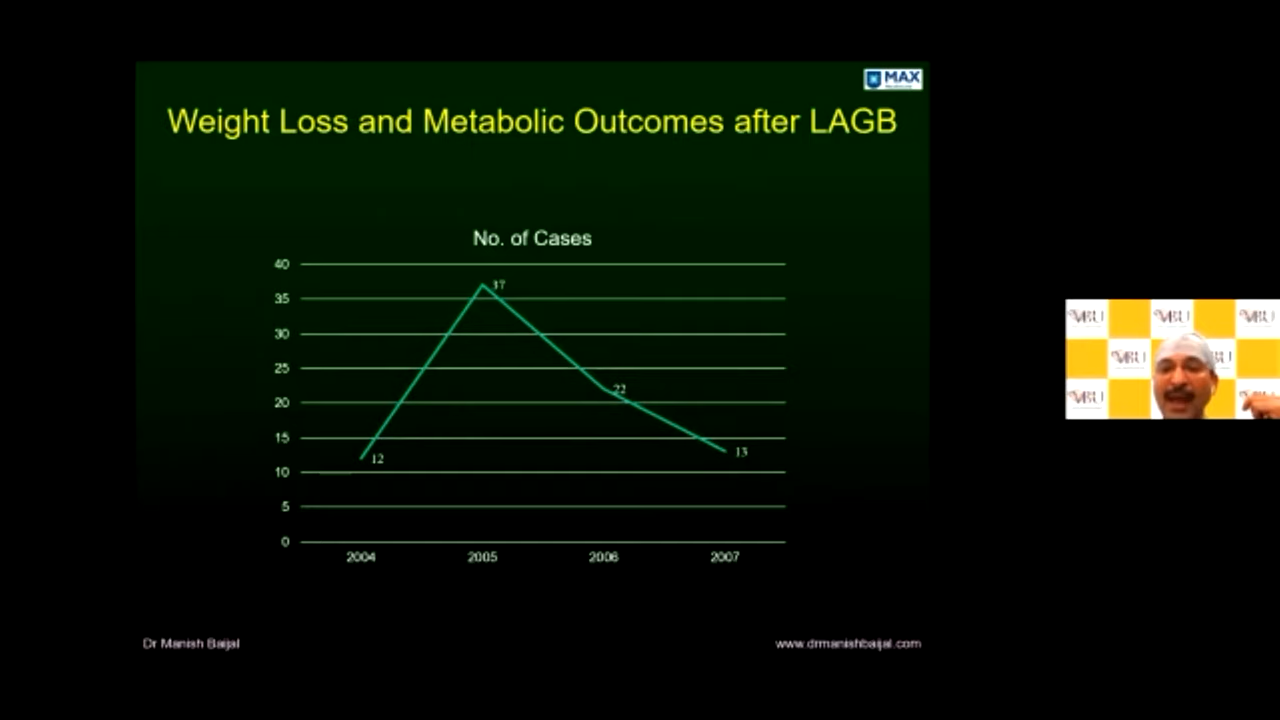 MAX
Weight Loss and Metabolic Outcomes after LAGB
No. of Cases
40
35
30
25
20
15
10
5
0
37
22
12
13
2004 2005 2006 2007
Dr Manish Baijal
www.drmanishbaijal.com